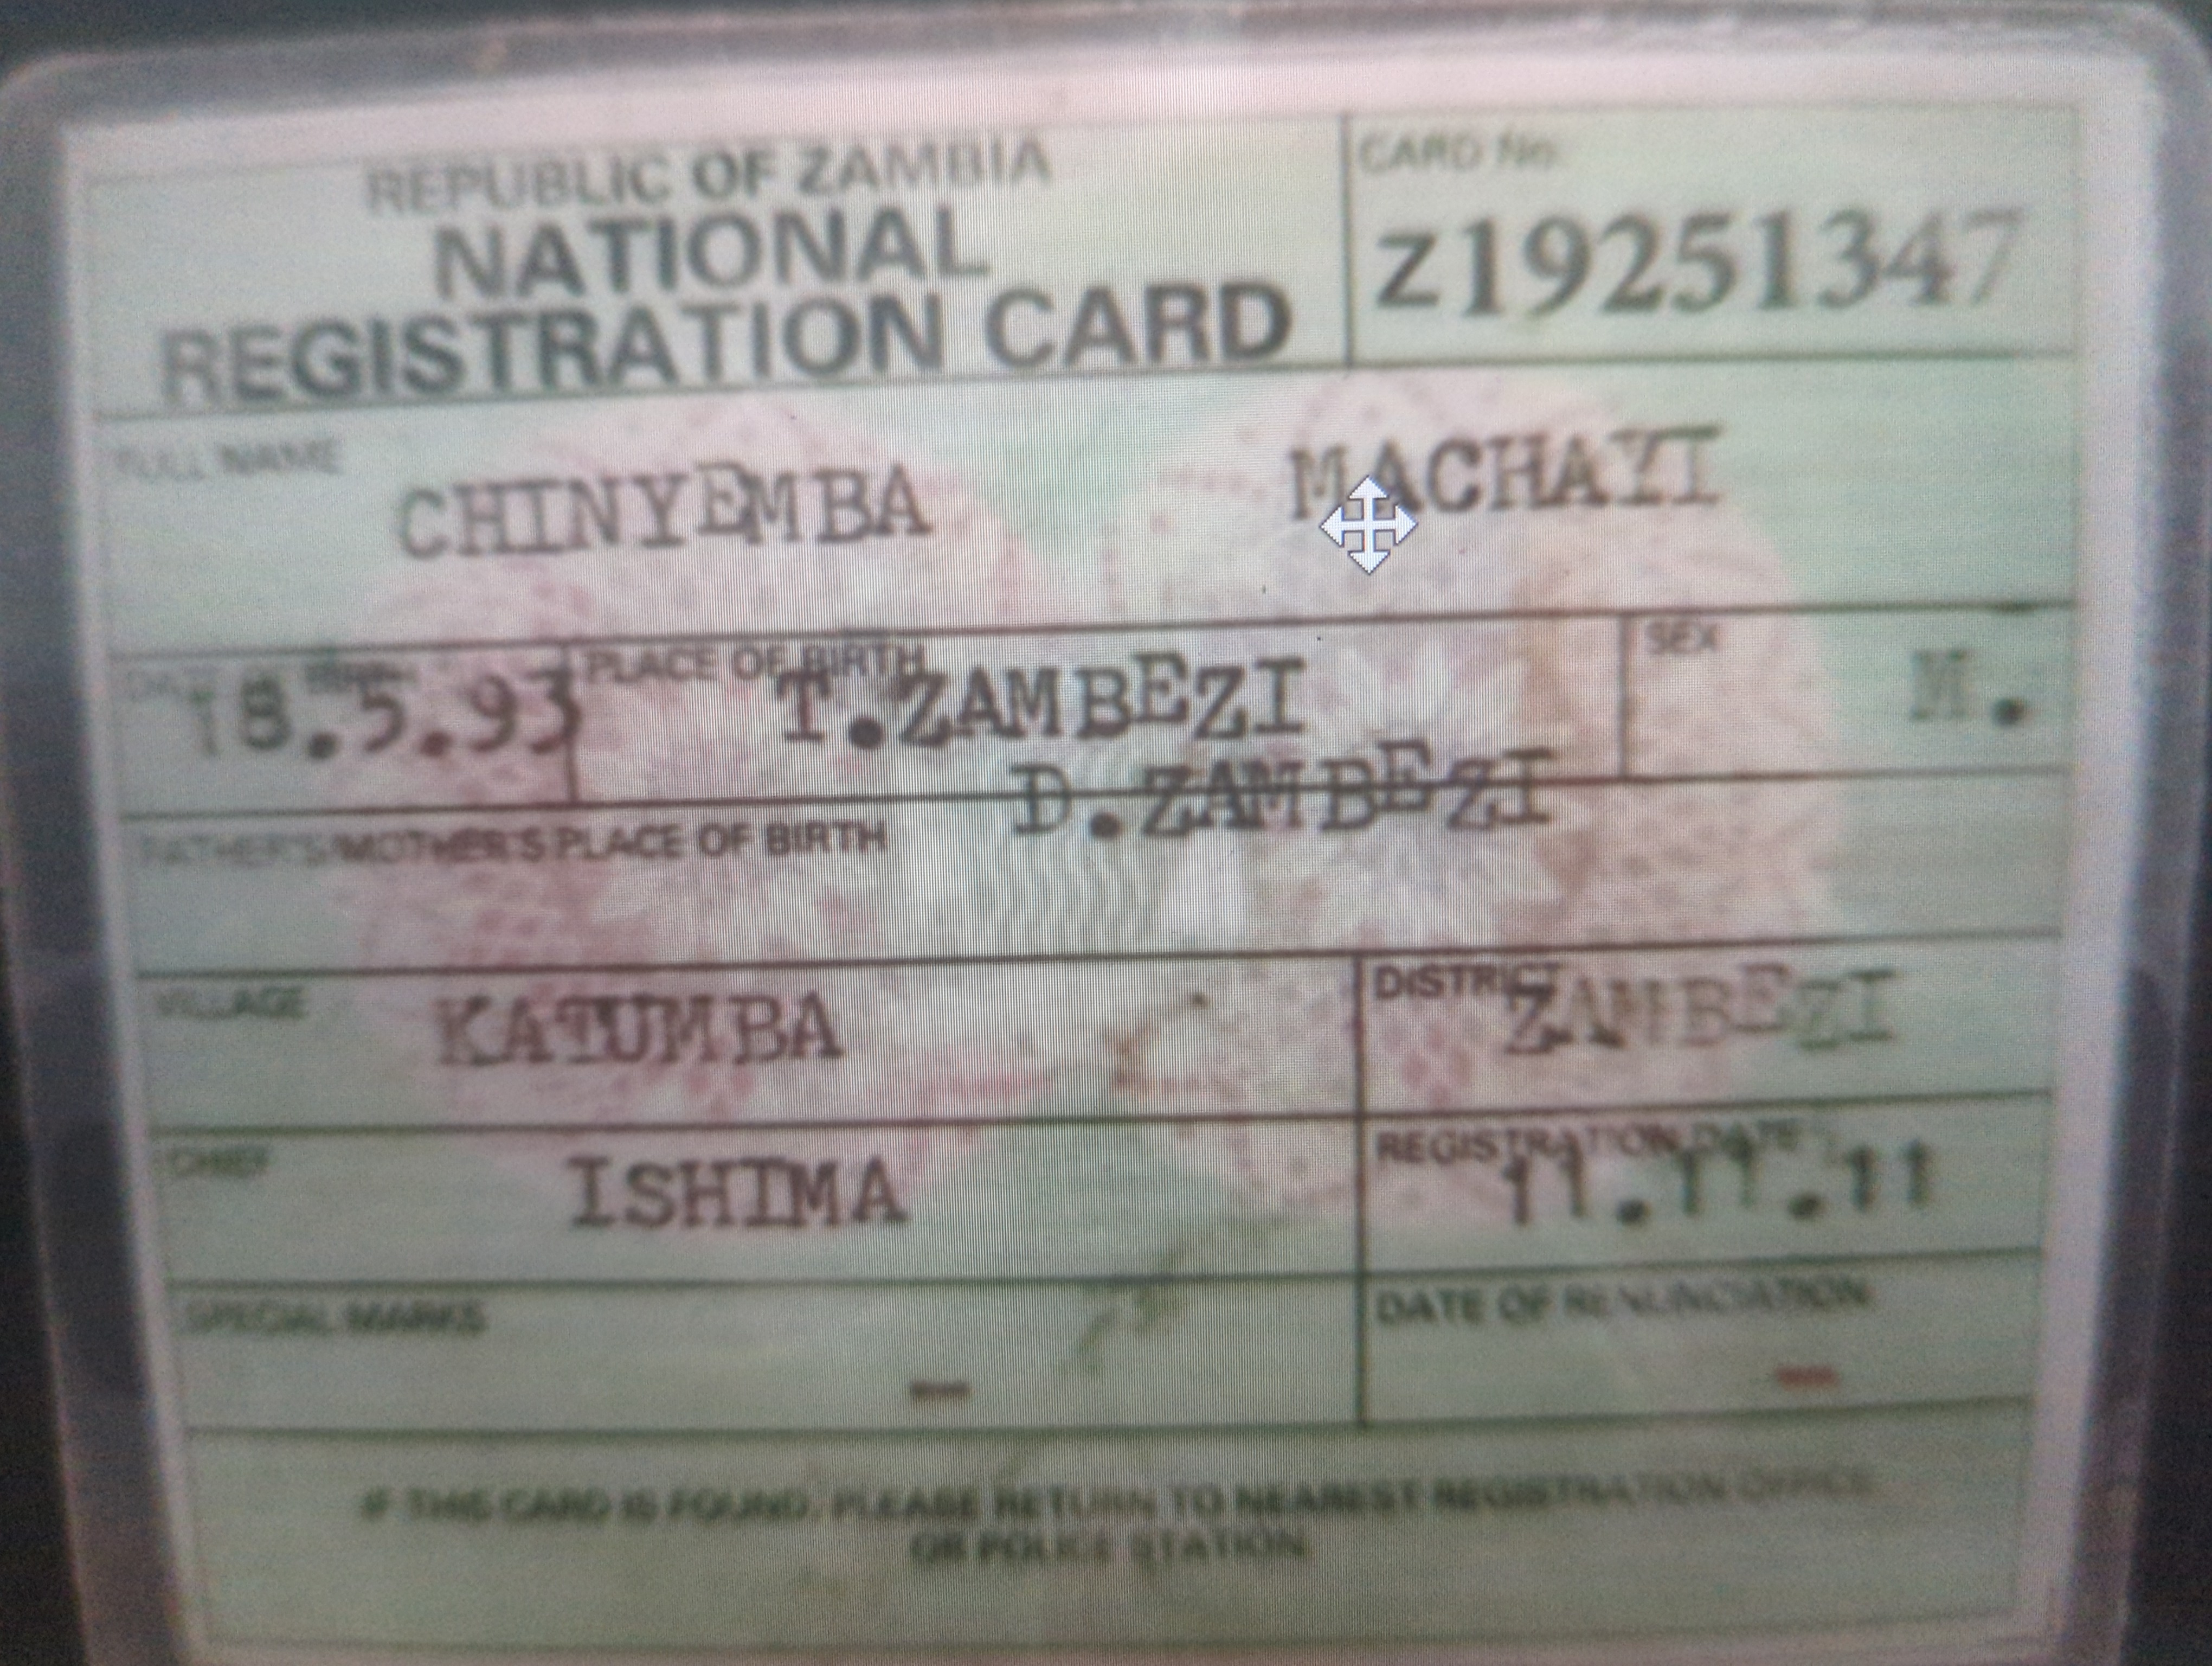 REPUBLIC OF ZAMBIA
NATIONAL
REGISTRATION CARD
CARD No.
Z19251347
FULL NAME
CHINYEMBA MACHAYI
18.5.93
PLACE OF BIRTH
T.ZAMBEZI
D.ZAMBEZI
SEX
M.
FATHER'S/MOTHER'S PLACE OF BIRTH
VILLAGE
KATUMBA
DISTRICT
ZAMBEZI
CHIEF
ISHIMA
REGISTRATION DATE
11.11.11
SPECIAL MARKS
–
DATE OF RENUNCIATION
–
IF THIS CARD IS FOUND, PLEASE RETURN TO NEAREST REGISTRATION OFFICE
OR POLICE STATION